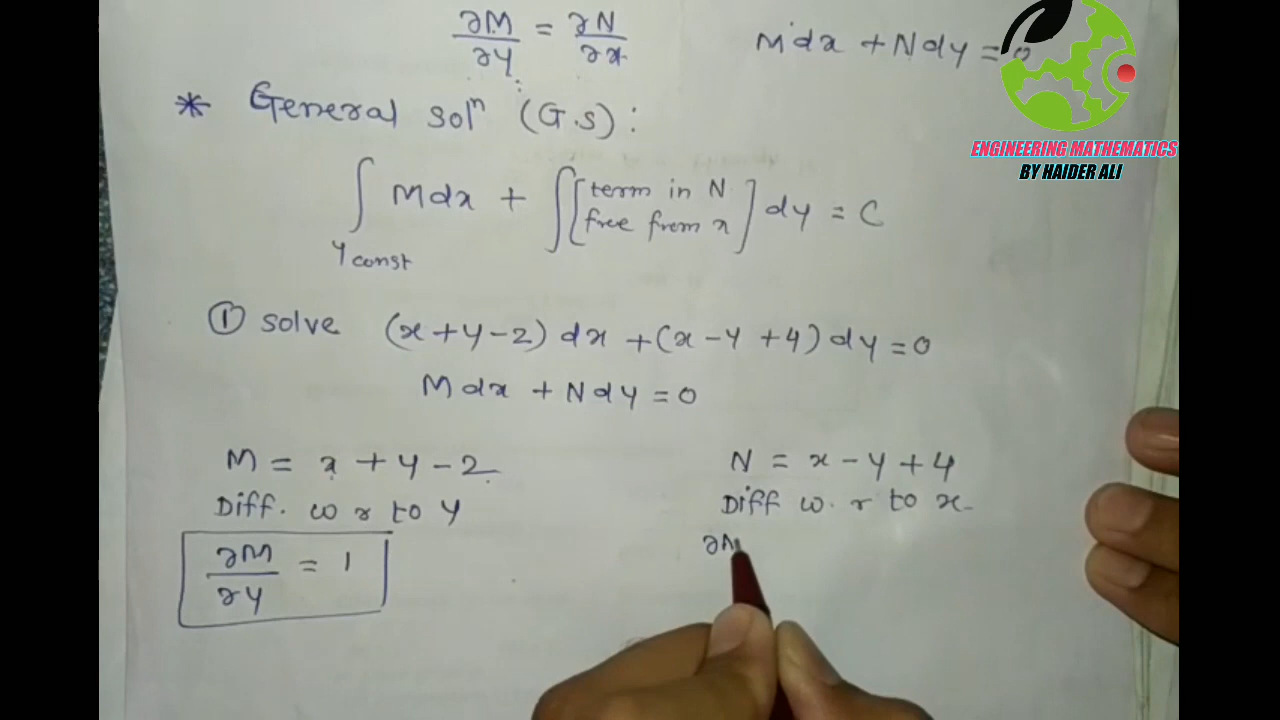 ∂M/∂y = ∂N/∂x
Mdx + Ndy = 0
ENGINEERING MATHEMATICS
BY HAIDER ALI
* General solⁿ (G.S) :
∫ Mdx + ∫[term in N free from x] dy = C
y const
① solve (x+y-2) dx +(x-y+4) dy = 0
Mdx + Ndy = 0
M = x + y - 2
Diff. w r to y
∂M/∂y = 1
N = x - y + 4
Diff w. r to x.
∂N